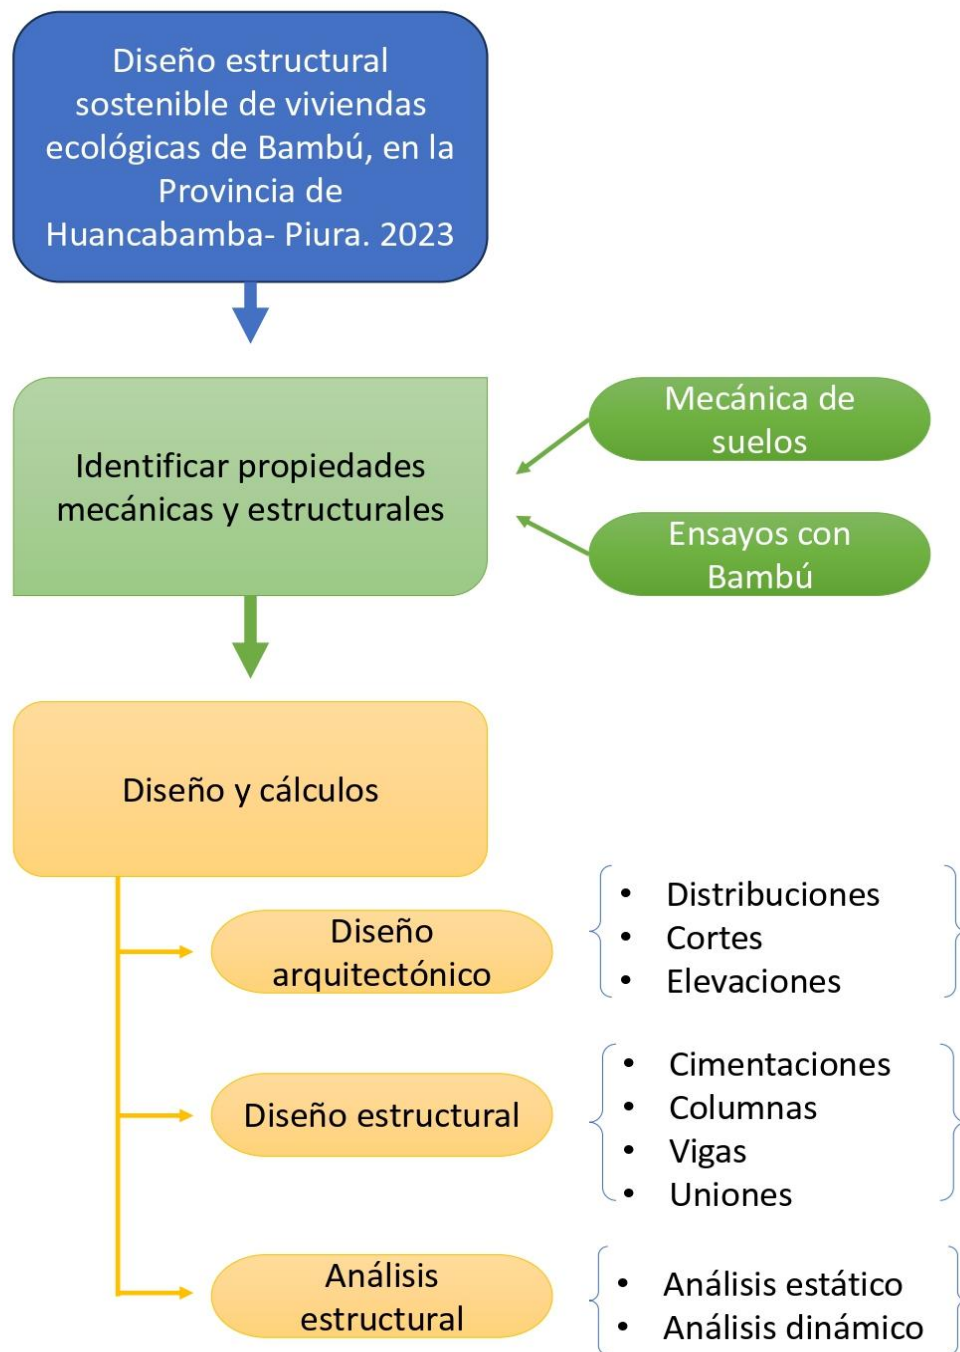 Diseño estructural
sostenible de viviendas
ecológicas de Bambú, en la
Provincia de
Huancabamba- Piura. 2023
Identificar propiedades
mecánicas y estructurales
Mecánica de
suelos
Ensayos con
Bambú
Diseño y cálculos
Diseño
arquitectónico
• Distribuciones
• Cortes
• Elevaciones
Diseño estructural
• Cimentaciones
• Columnas
• Vigas
• Uniones
Análisis
estructural
• Análisis estático
• Análisis dinámico